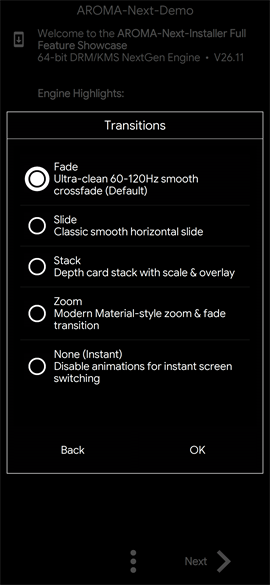 AROMA-Next-Demo
Welcome to the AROMA-Next-Installer Full
Feature Showcase
64-bit DRM/KMS NextGen Engine • V26.11
Engine Highlights:
Transitions
Fade
Ultra-clean 60-120Hz smooth
crossfade (Default)
Slide
Classic smooth horizontal slide
Stack
Depth card stack with scale & overlay
Zoom
Modern Material-style zoom & fade
transition
None (Instant)
Disable animations for instant screen
switching
Back
OK
Next